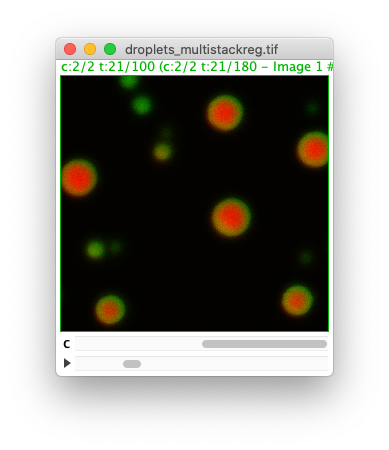 droplets_multistackreg.tif
c:2/2 t:21/100 (c:2/2 t:21/180 – Image 1 #
c